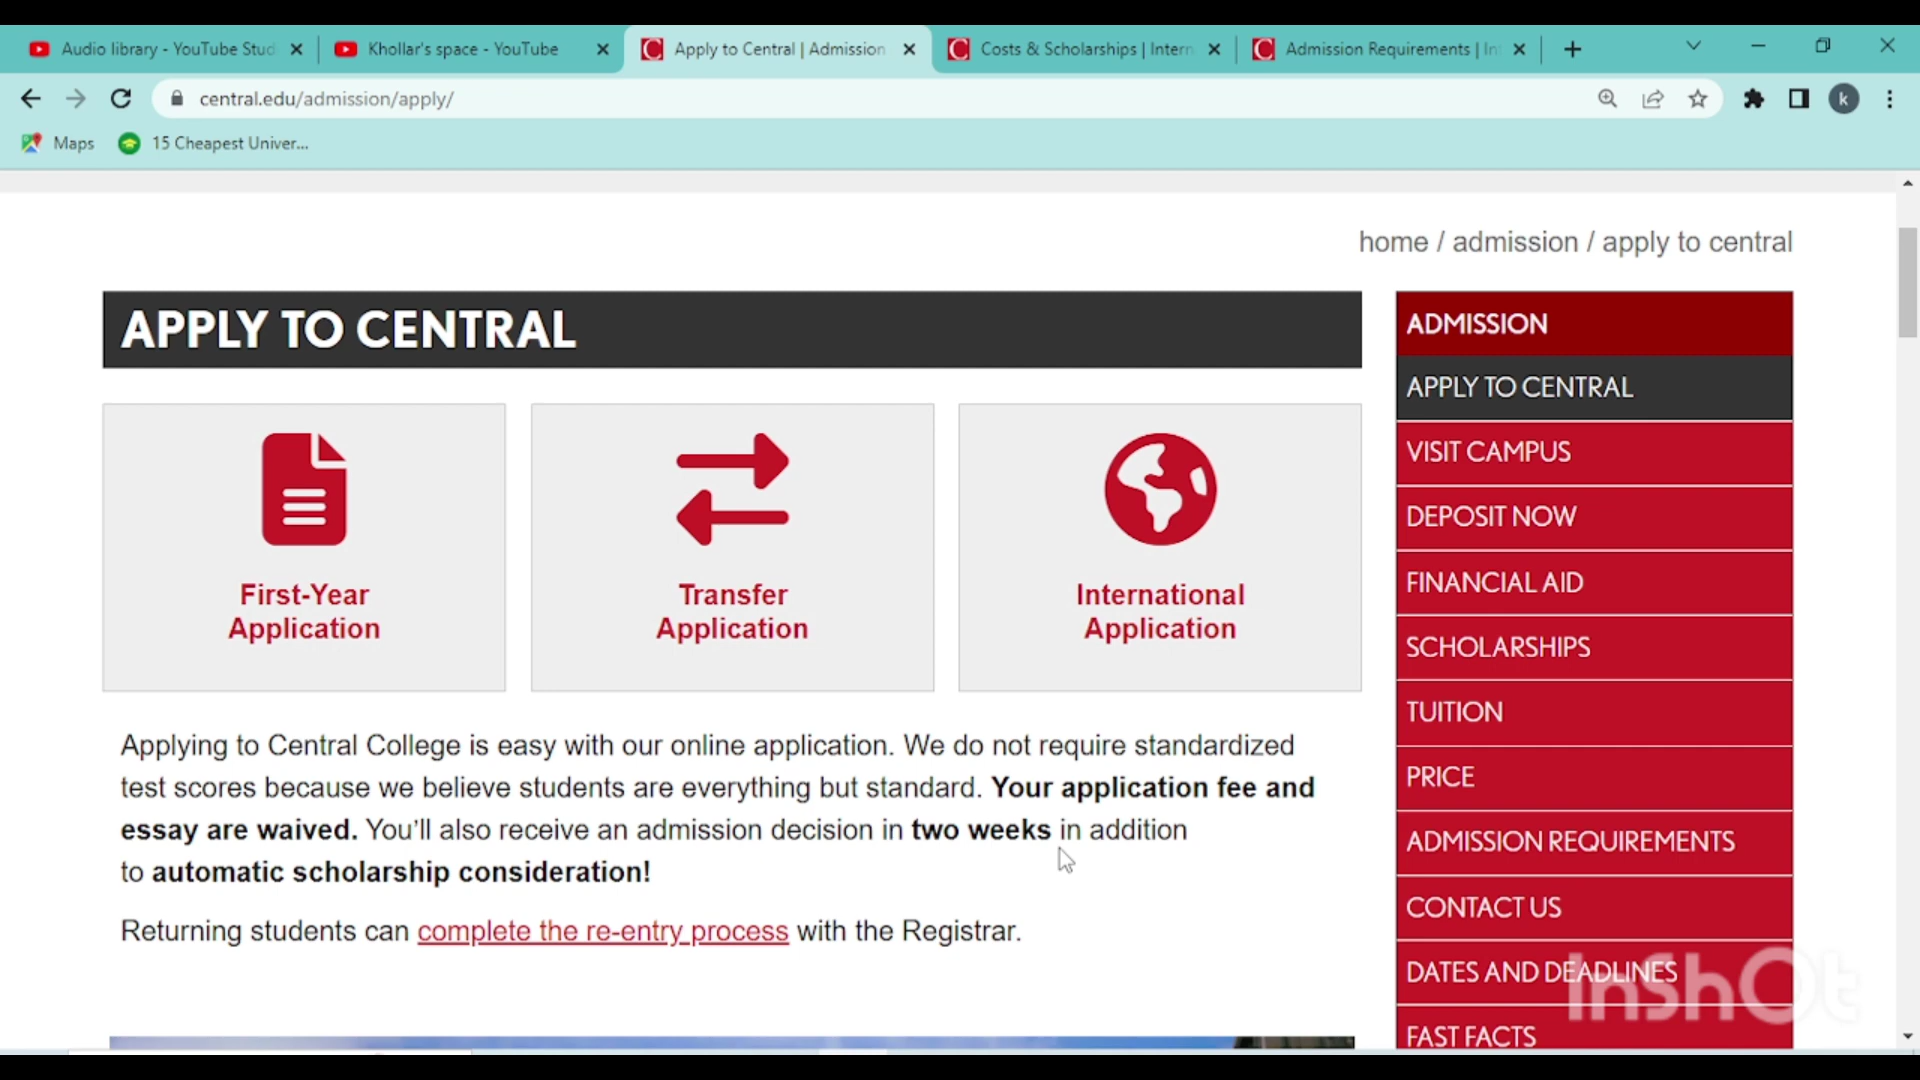 Audio library - YouTube Stud
Khollar's space - YouTube
Apply to Central | Admission
Costs & Scholarships | Intern
Admission Requirements | In
central.edu/admission/apply/
k
Maps
15 Cheapest Univer...
home / admission / apply to central
APPLY TO CENTRAL
First-Year
Application
Transfer
Application
International
Application
Applying to Central College is easy with our online application. We do not require standardized
test scores because we believe students are everything but standard. Your application fee and
essay are waived. You’ll also receive an admission decision in two weeks in addition
to automatic scholarship consideration!
Returning students can complete the re-entry process with the Registrar.
ADMISSION
APPLY TO CENTRAL
VISIT CAMPUS
DEPOSIT NOW
FINANCIAL AID
SCHOLARSHIPS
TUITION
PRICE
ADMISSION REQUIREMENTS
CONTACT US
DATES AND DEADLINES
FAST FACTS
InShOt